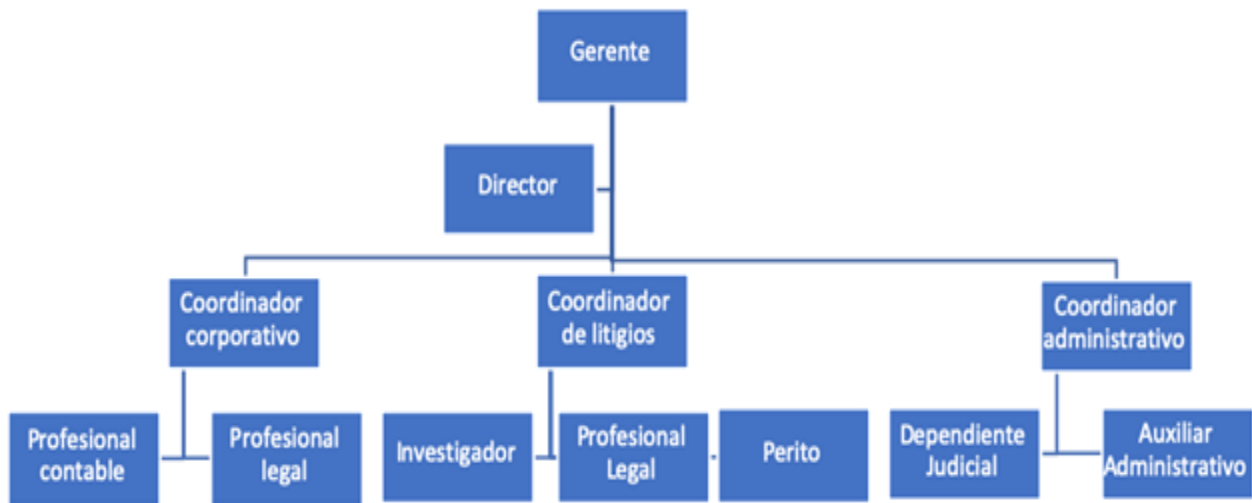 Gerente
Director
Coordinador
corporativo
Coordinador
de litigios
Coordinador
administrativo
Profesional
contable
Profesional
legal
Investigador
Profesional
Legal
Perito
Dependiente
Judicial
Auxiliar
Administrativo